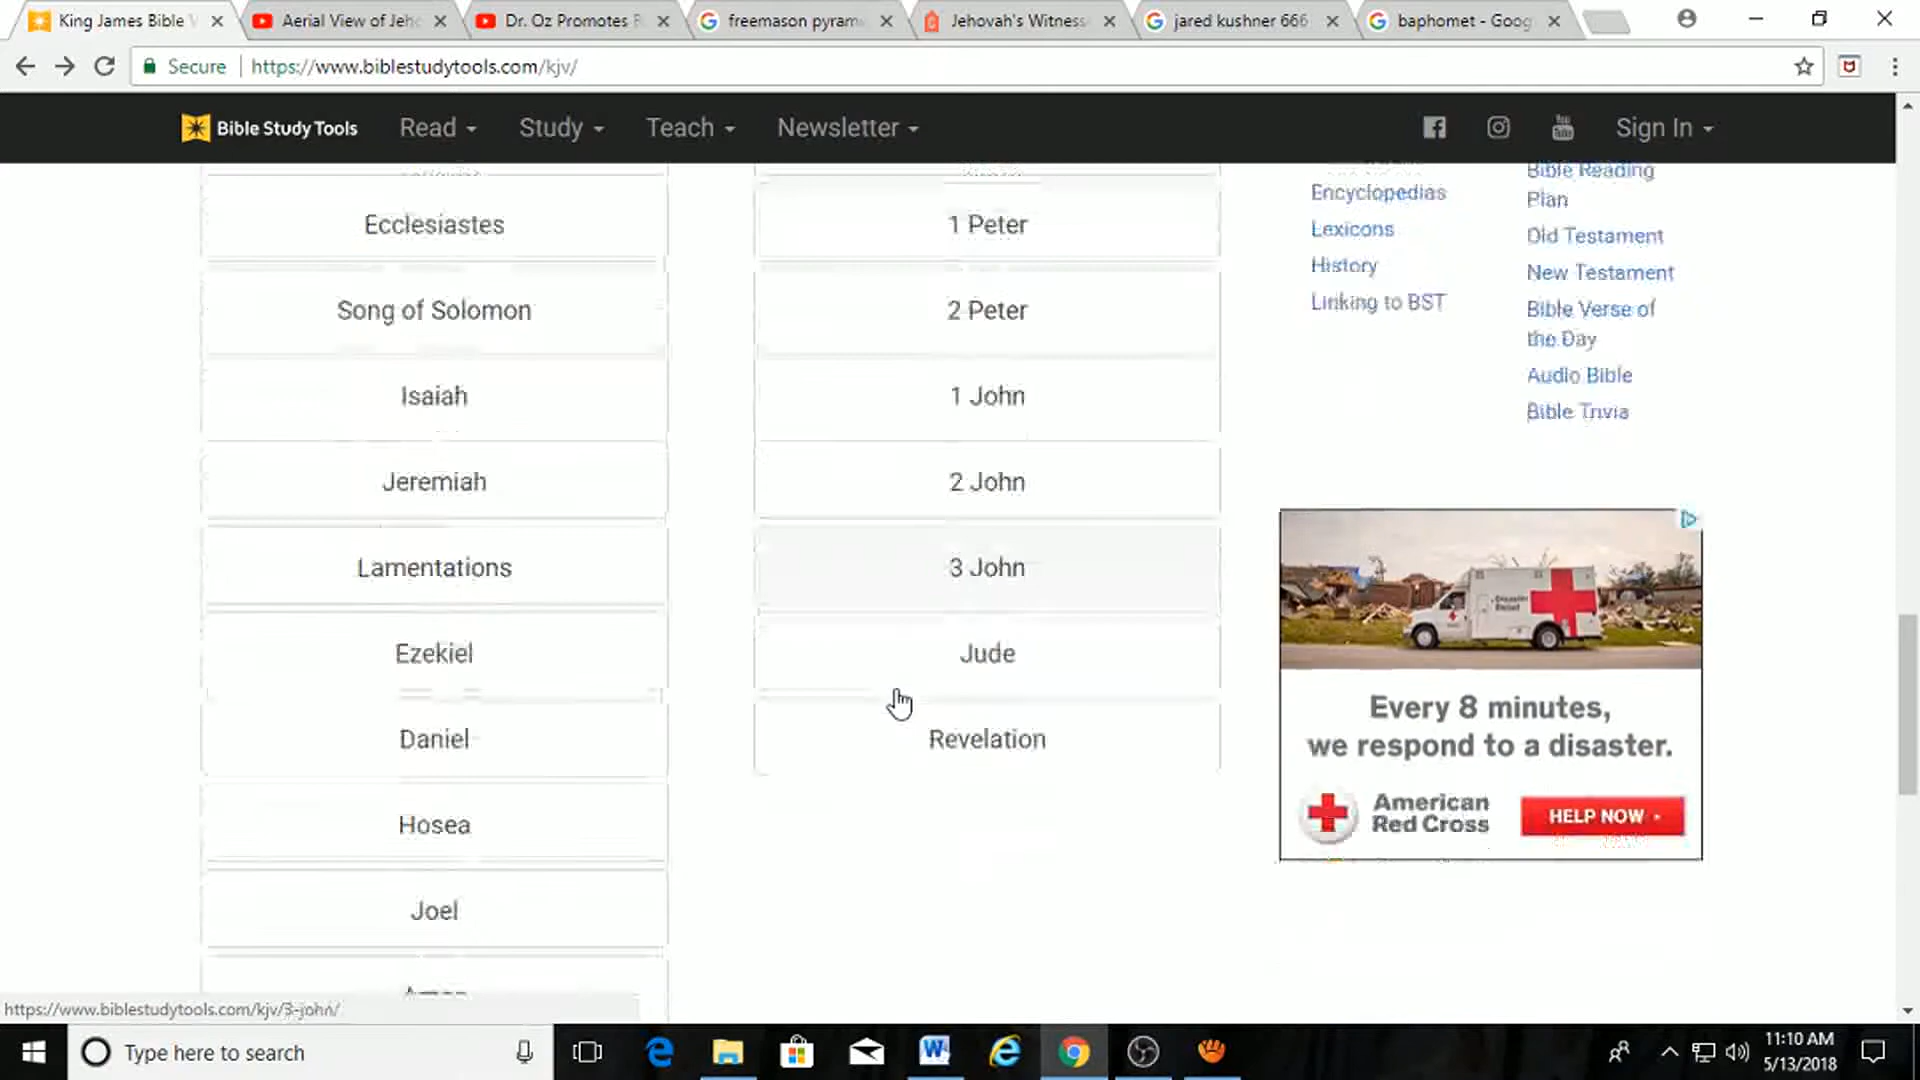 King James Bible V
Aerial View of Jeho
Dr. Oz Promotes
freemason pyram
Jehovah's Witness
jared kushner 666
baphomet - Goog
Secure
https://www.biblestudytools.com/kjv/
Bible Study Tools
Read
Study
Teach
Newsletter
You
Tube
Sign In
Ecclesiastes
Song of Solomon
Isaiah
Jeremiah
Lamentations
Ezekiel
Daniel
Hosea
Joel
1 Peter
2 Peter
1 John
2 John
3 John
Jude
Revelation
Encyclopedias
Lexicons
History
Linking to BST
Bible Reading
Plan
Old Testament
New Testament
Bible Verse of
the Day
Audio Bible
Bible Trivia
Disaster
Relief
Every 8 minutes,
we respond to a disaster.
American
Red Cross
HELP NOW
https://www.biblestudytools.com/kjv/3-john/
Type here to search
11:10 AM
5/13/2018